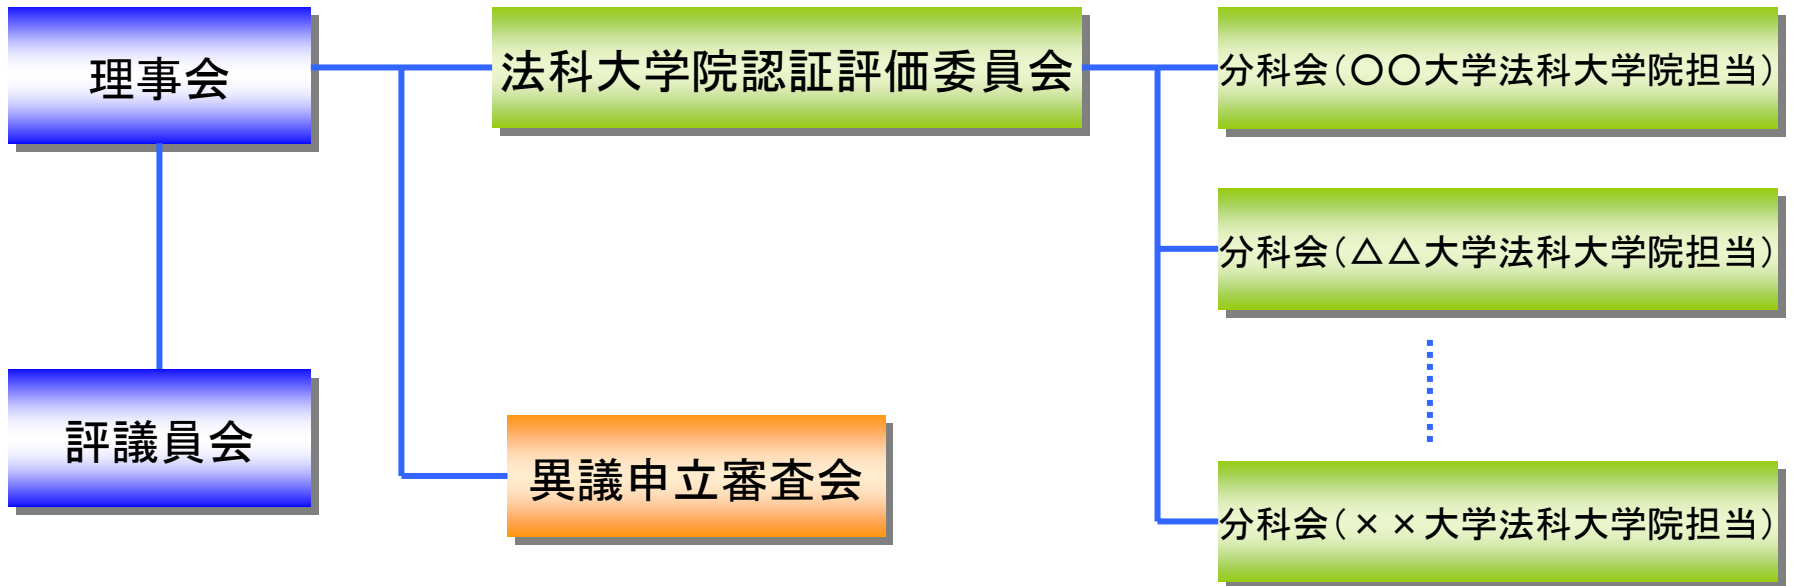 理事会
法科大学院認証評価委員会
分科会(〇〇大学法科大学院担当)
分科会(△△大学法科大学院担当)
評議員会
異議申立審査会
分科会(××大学法科大学院担当)